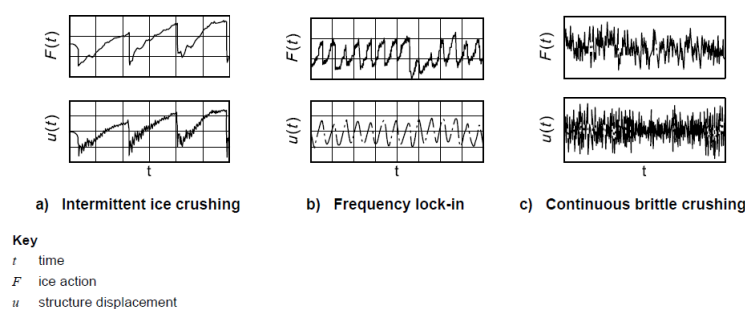 F(t)
F(t)
F(t)
u(t)
u(t)
u(t)
t
t
t
a) Intermittent ice crushing
b) Frequency lock-in
c) Continuous brittle crushing
Key
t time
F ice action
u structure displacement